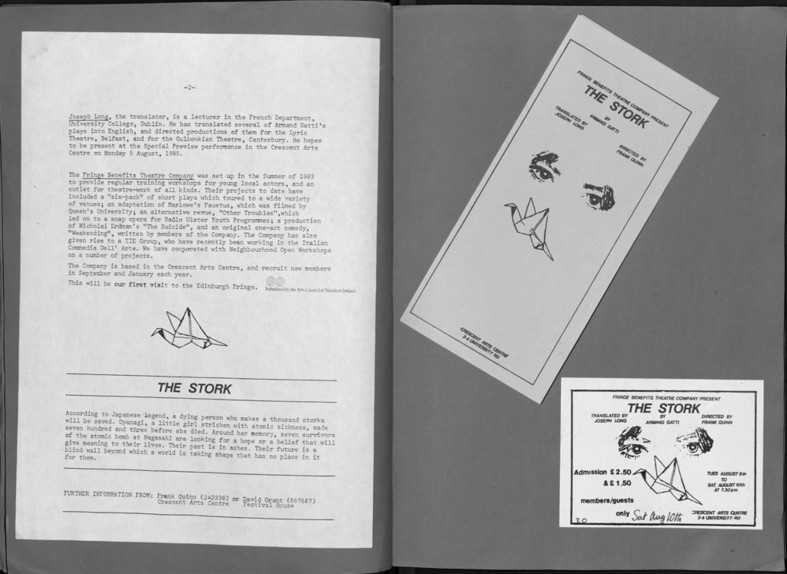 -2-
Joseph Long, the translator, is a lecturer in the French Department,
University College, Dublin. He has translated several of Armand Gatti's
plays into English, and directed productions of them for the Lyric
Theatre, Belfast, and for the Gulbenkian Theatre, Canterbury. He hopes
to be present at the Special Preview performance in the Crescent Arts
Centre on Monday 5 August, 1985.
The Fringe Benefits Theatre Company was set up in the Summer of 1983
to provide regular training workshops for young local actors, and an
outlet for theatre-work of all kinds. Their projects to date have
included a "six-pack" of short plays which toured to a wide variety
of venues; an adaptation of Marlowe's Faustus, which was filmed by
Queen's University; an alternative revue, "Other Troubles",which
led on to a soap opera for Radio Ulster Youth Programmes; a production
of Nicholai Erdman's "The Suicide", and an original one-act comedy,
"Weakending", written by members of the Company. The Company has also
given rise to a TIE Group, who have recently been working in the Italian
Commedia Dell' Arte. We have cooperated with Neighbourhood Open Workshops
on a number of projects.
The Company is based in the Crescent Arts Centre, and recruit new members
in September and January each year.
This will be our first visit to the Edinburgh Fringe.
Subsidised by the Arts Council of Northern Ireland
THE STORK
According to Japanese Legend, a dying person who makes a thousand storks
will be saved. Oyanagi, a little girl stricken with atomic sickness, made
seven hundred and three before she died. Around her memory, seven survivors
of the atomic bomb at Nagasaki are looking for a hope or a belief that will
give meaning to their lives. Their past is in ashes. Their future is a
blind wall beyond which a world is taking shape that has no place in it
for them.
FURTHER INFORMATION FROM: Frank Quinn (242338) or David Grant (667687)
Crescent Arts Centre Festival House
FRINGE BENEFITS THEATRE COMPANY PRESENT
THE STORK
TRANSLATED BY
JOSEPH LONG
BY
ARMAND GATTI
DIRECTED BY
FRANK QUINN
CRESCENT ARTS CENTRE
2-4 UNIVERSITY RD
FRINGE BENEFITS THEATRE COMPANY PRESENT
THE STORK
TRANSLATED BY
JOSEPH LONG
BY
ARMAND GATTI
DIRECTED BY
FRANK QUINN
Admission £2.50
& £1.50
members/guests
only Sat Aug 10th
TUES AUGUST 6th
TO
SAT AUGUST 10th
AT 7.30pm
CRESCENT ARTS CENTRE
2-4 UNIVERSITY RD
30